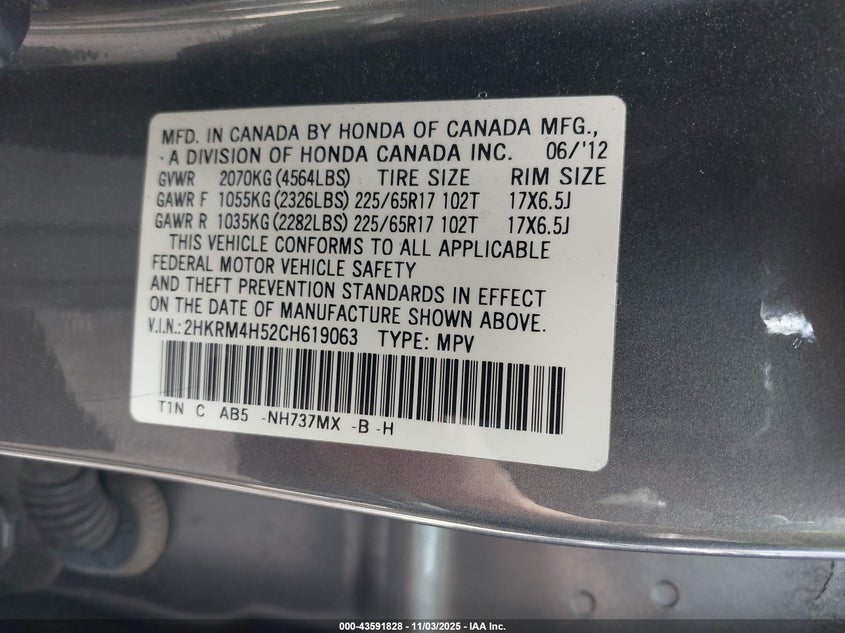 MFD. IN CANADA BY HONDA OF CANADA MFG.,
A DIVISION OF HONDA CANADA INC. 06/'12
GVWR 2070KG (4564LBS) TIRE SIZE RIM SIZE
GAWR F 1055KG (2326LBS) 225/65R17 102T 17X6.5J
GAWR R 1035KG (2282LBS) 225/65R17 102T 17X6.5J
THIS VEHICLE CONFORMS TO ALL APPLICABLE
FEDERAL MOTOR VEHICLE SAFETY
AND THEFT PREVENTION STANDARDS IN EFFECT
ON THE DATE OF MANUFACTURE SHOWN ABOVE.
V.I.N.: 2HKRM4H52CH619063 TYPE: MPV
T1N C AB5 -NH737MX -B -H
000-43591828 | 11/03/2025 - IAA Inc.